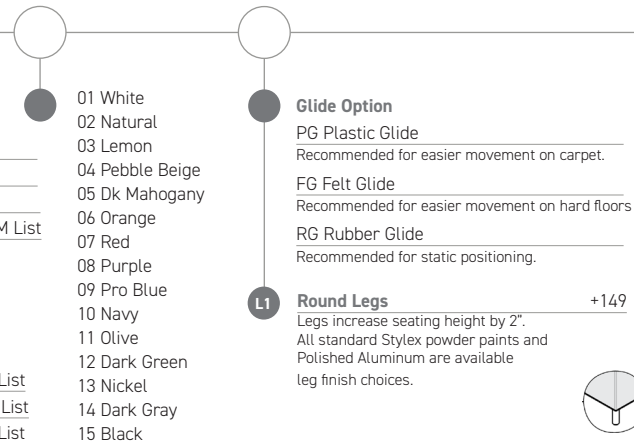 M List
List
List
List
01 White
02 Natural
03 Lemon
04 Pebble Beige
05 Dk Mahogany
06 Orange
07 Red
08 Purple
09 Pro Blue
10 Navy
11 Olive
12 Dark Green
13 Nickel
14 Dark Gray
15 Black
Glide Option
PG Plastic Glide
Recommended for easier movement on carpet.
FG Felt Glide
Recommended for easier movement on hard floors
RG Rubber Glide
Recommended for static positioning.
L1 Round Legs +149
Legs increase seating height by 2".
All standard Stylex powder paints and
Polished Aluminum are available
leg finish choices.